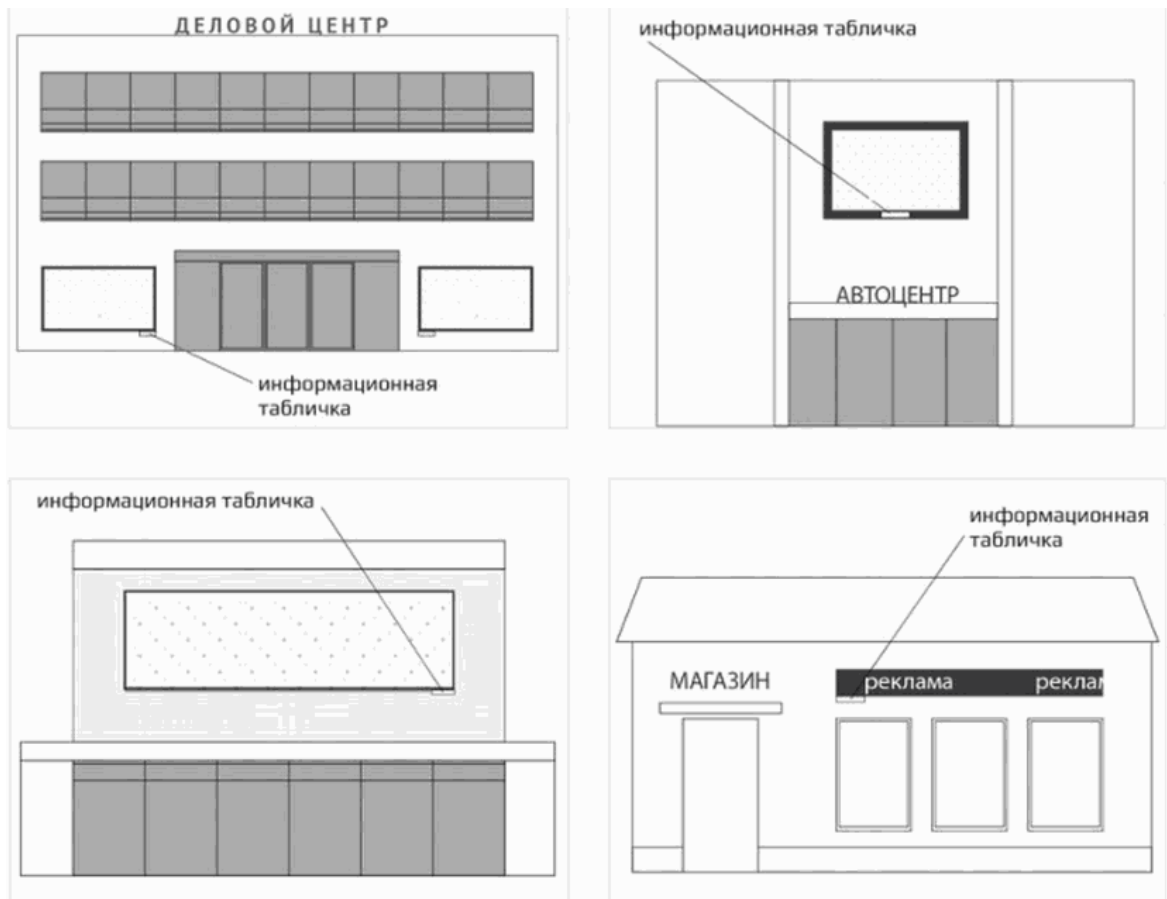 ДЕЛОВОЙ ЦЕНТР
информационная
табличка
информационная табличка
АВТОЦЕНТР
информационная табличка
информационная
табличка
МАГАЗИН
реклама реклам